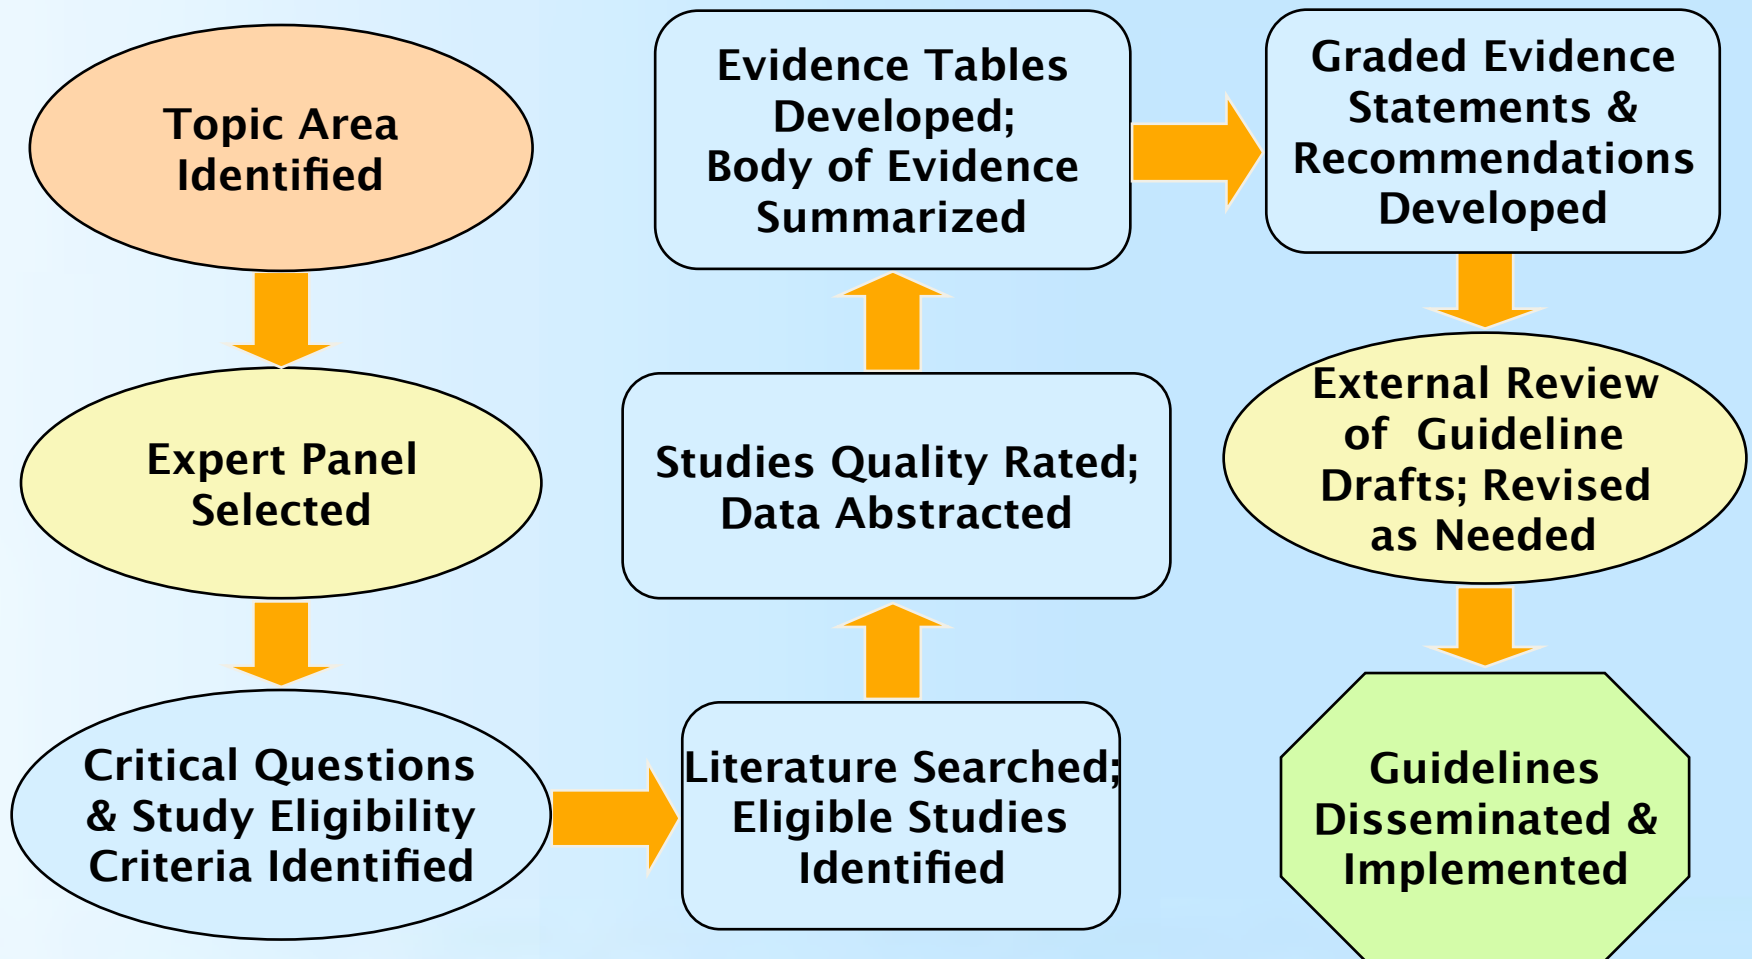 Topic Area
Identified
Expert Panel
Selected
Critical Questions
& Study Eligibility
Criteria Identified
Literature Searched;
Eligible Studies
Identified
Studies Quality Rated;
Data Abstracted
Evidence Tables
Developed;
Body of Evidence
Summarized
Graded Evidence
Statements &
Recommendations
Developed
External Review
of Guideline
Drafts; Revised
as Needed
Guidelines
Disseminated &
Implemented